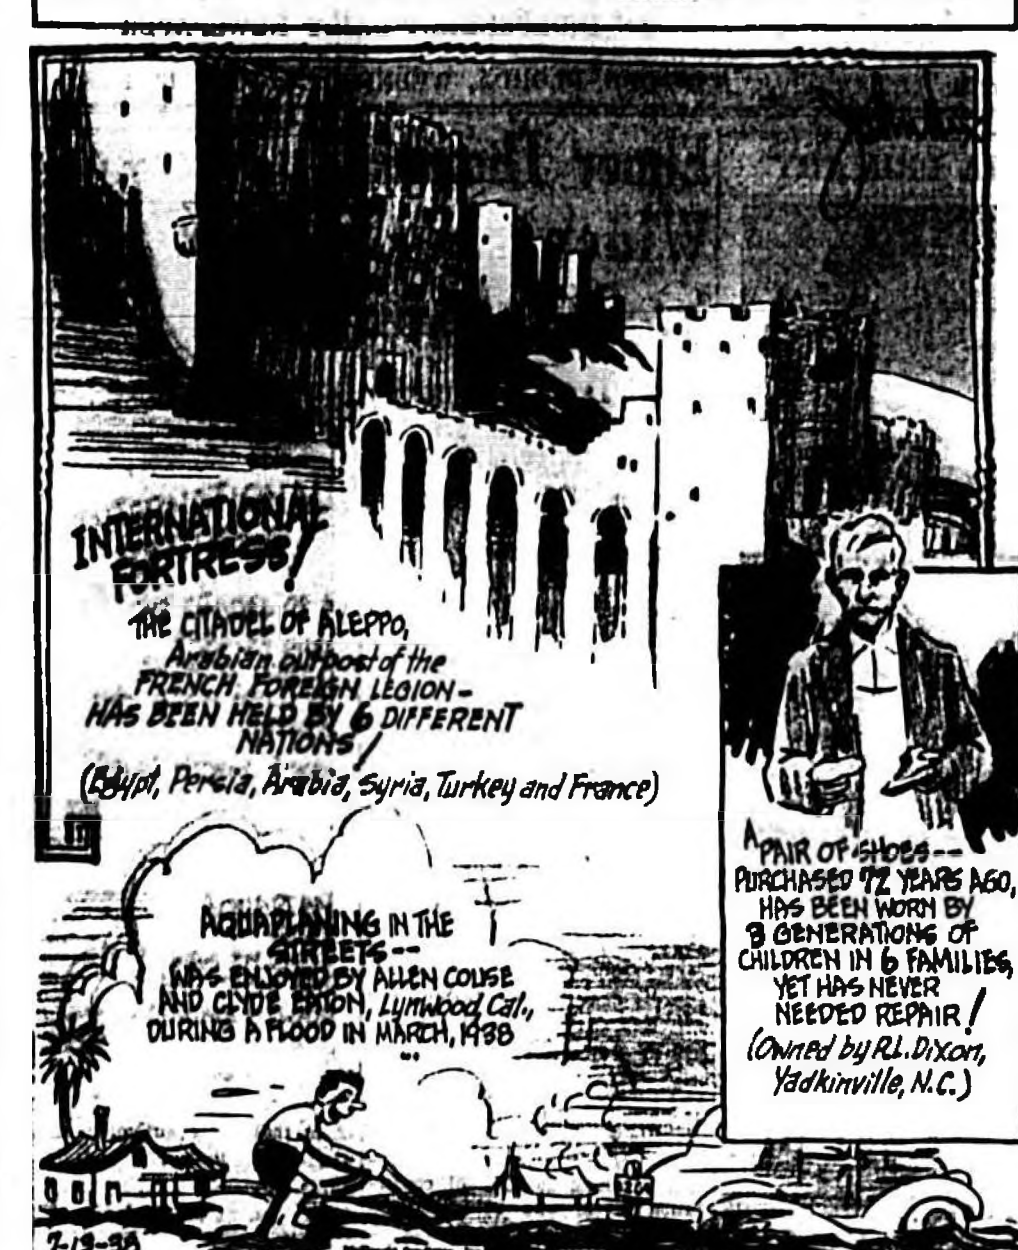 INTERNATIONAL
FORTRESS!
THE CITADEL OF ALEPPO,
Arabian outpost of the
FRENCH FOREIGN LEGION-
HAS BEEN HELD BY 6 DIFFERENT
NATIONS!
(Egypt, Persia, Arabia, Syria, Turkey and France)
A PAIR OF SHOES--
PURCHASED 72 YEARS AGO,
HAS BEEN WORN BY
3 GENERATIONS OF
CHILDREN IN 6 FAMILIES,
YET HAS NEVER
NEEDED REPAIR!
(Owned by R.L. Dixon,
Yadkinville, N.C.)
AQUAPLANING IN THE
STREETS--
WAS ENJOYED BY ALLEN COUSE
AND CLYDE EATON, Lynwood, Cal.,
DURING A FLOOD IN MARCH, 1938